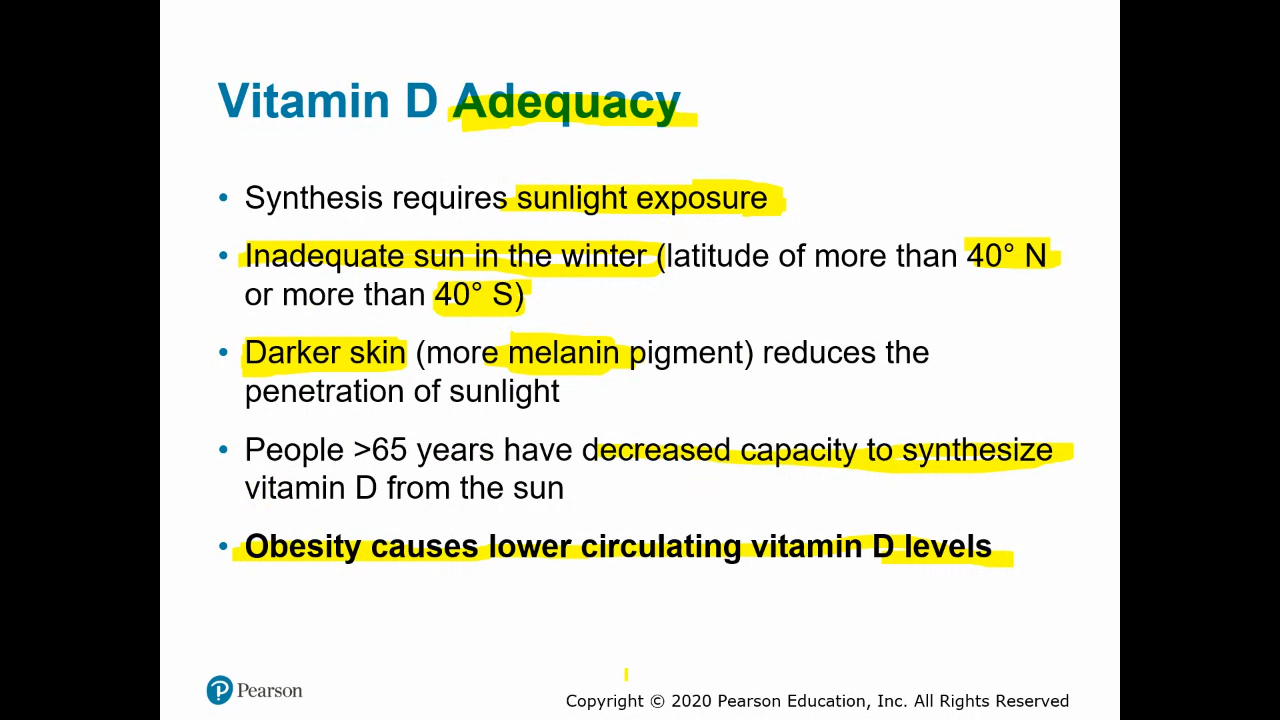 Vitamin D Adequacy
• Synthesis requires sunlight exposure
• Inadequate sun in the winter (latitude of more than 40° N
or more than 40° S)
• Darker skin (more melanin pigment) reduces the
penetration of sunlight
• People >65 years have decreased capacity to synthesize
vitamin D from the sun
• Obesity causes lower circulating vitamin D levels
Pearson
Copyright © 2020 Pearson Education, Inc. All Rights Reserved